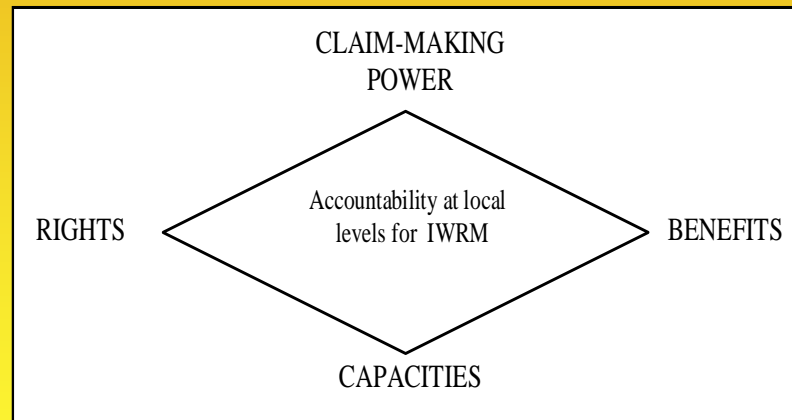 CLAIM-MAKING
POWER
Accountability at local
levels for IWRM
RIGHTS
BENEFITS
CAPACITIES